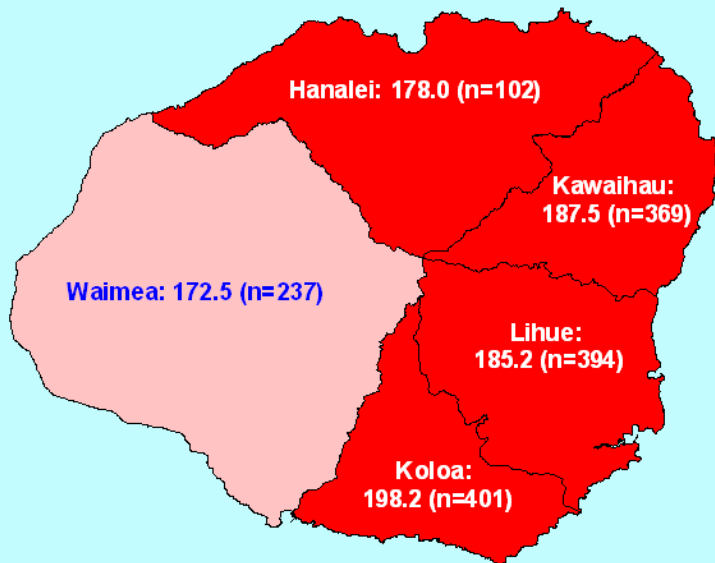 Hanalei: 178.0 (n=102)
Kawaihau:
187.5 (n=369)
Waimea: 172.5 (n=237)
Lihue:
185.2 (n=394)
Koloa:
198.2 (n=401)